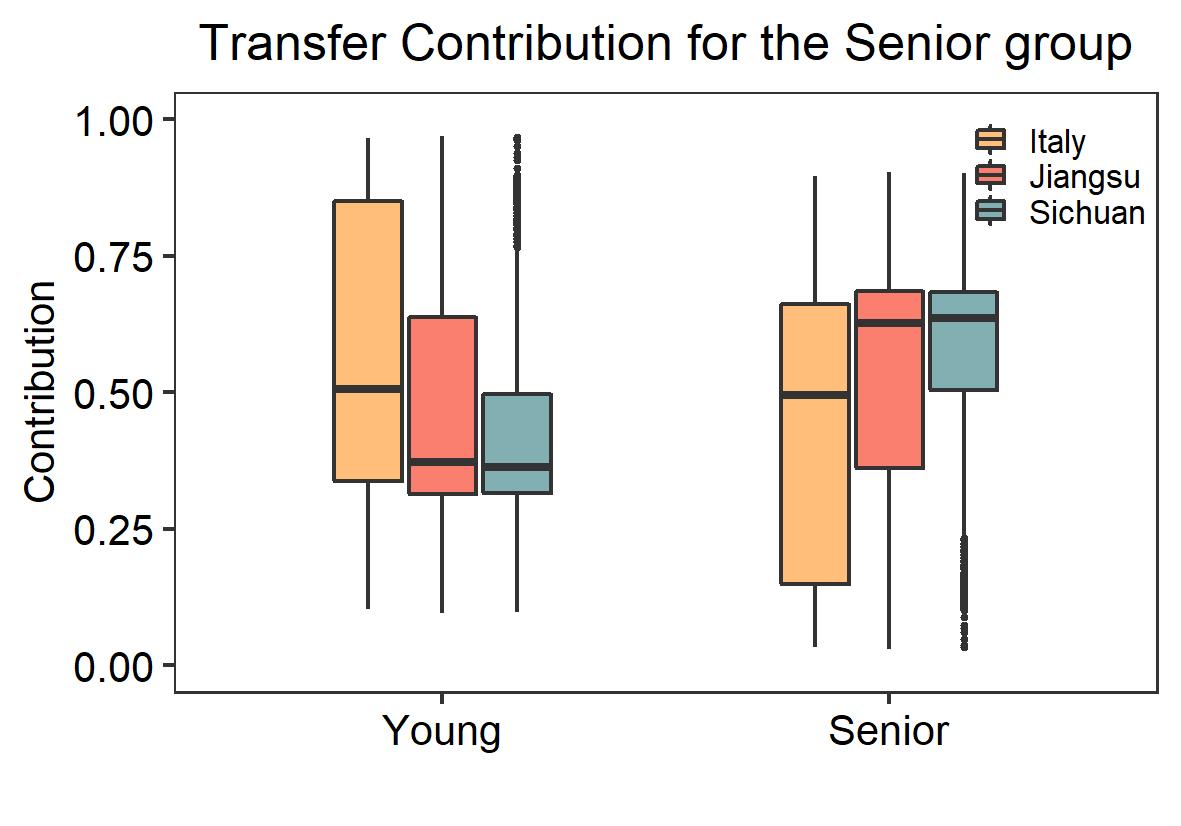 Transfer Contribution for the Senior group
1.00
0.75
0.50
0.25
0.00
Contribution
Italy
Jiangsu
Sichuan
Young
Senior